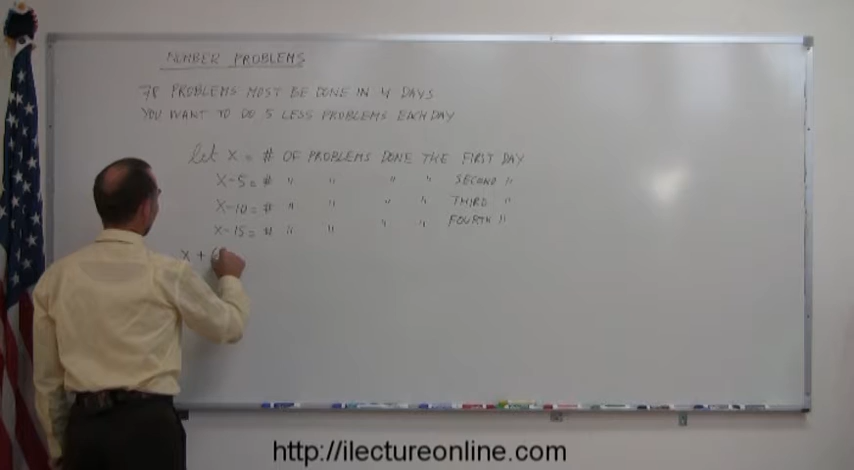 NUMBER PROBLEMS
78 PROBLEMS MUST BE DONE IN 4 DAYS
YOU WANT TO DO 5 LESS PROBLEMS EACH DAY
let X = # OF PROBLEMS DONE THE FIRST DAY
X-5 = # " " " " SECOND "
X-10 = # " " " " THIRD "
X-15 = # " " " " FOURTH "
X + (
http://ilectureonline.com